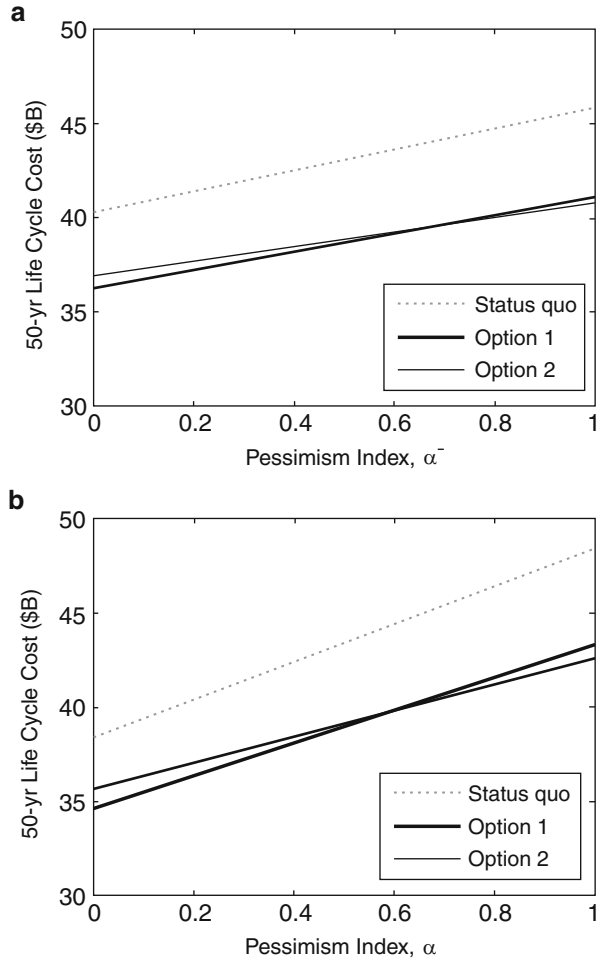 a
50
45
40
35
30
50-yr Life Cycle Cost ($B)
Status quo
Option 1
Option 2
0 0.2 0.4 0.6 0.8 1
Pessimism Index, α⁻
b
50
45
40
35
30
50-yr Life Cycle Cost ($B)
Status quo
Option 1
Option 2
0 0.2 0.4 0.6 0.8 1
Pessimism Index, α